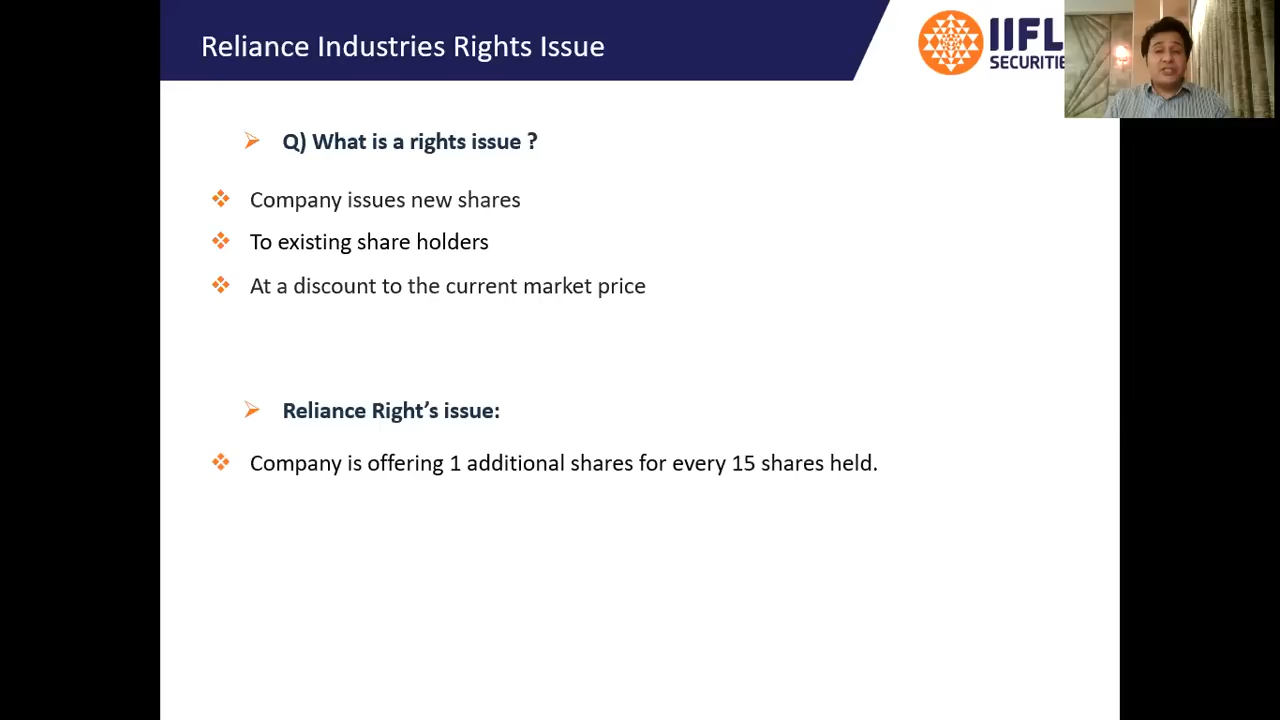 Reliance Industries Rights Issue
IIFL
SECURITIE
Q) What is a rights issue ?
Company issues new shares
To existing share holders
At a discount to the current market price
Reliance Right’s issue:
Company is offering 1 additional shares for every 15 shares held.